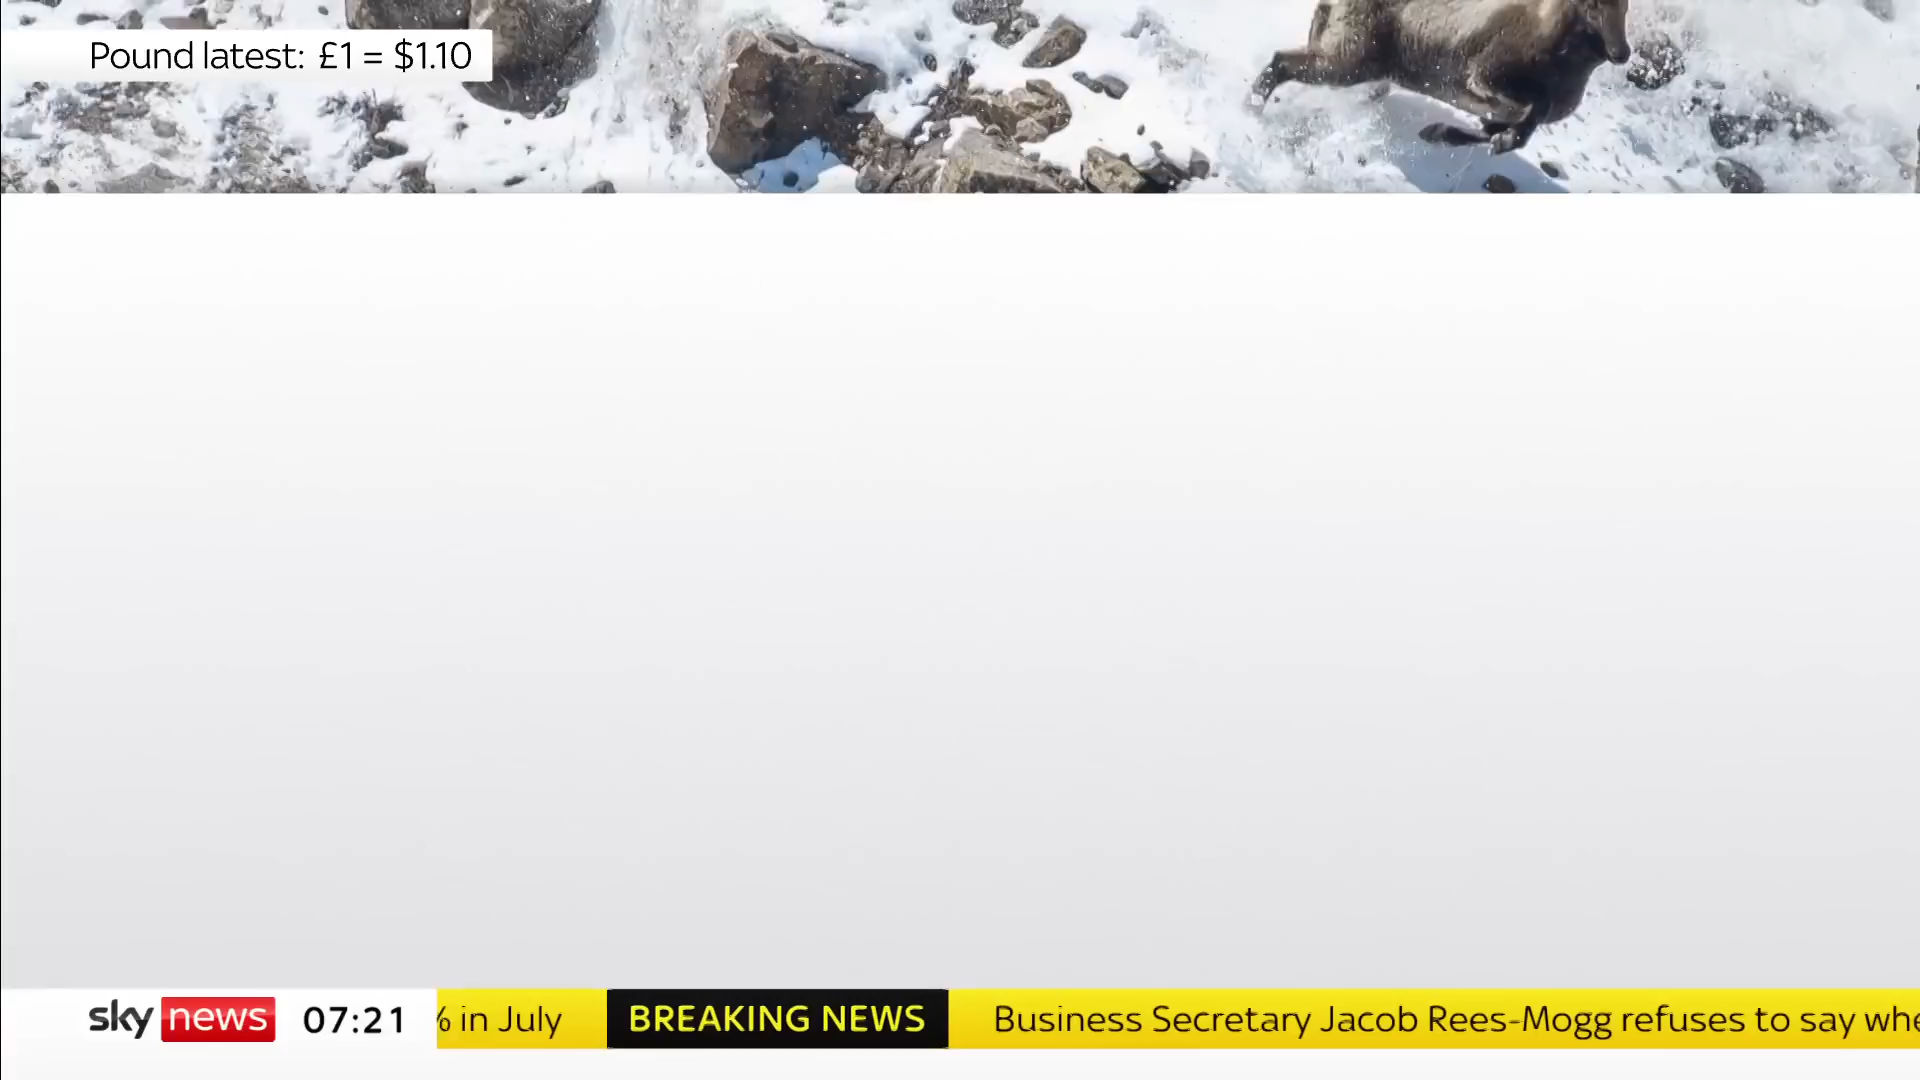 Pound latest: £1 = $1.10
sky news 07:21 % in July BREAKING NEWS Business Secretary Jacob Rees-Mogg refuses to say